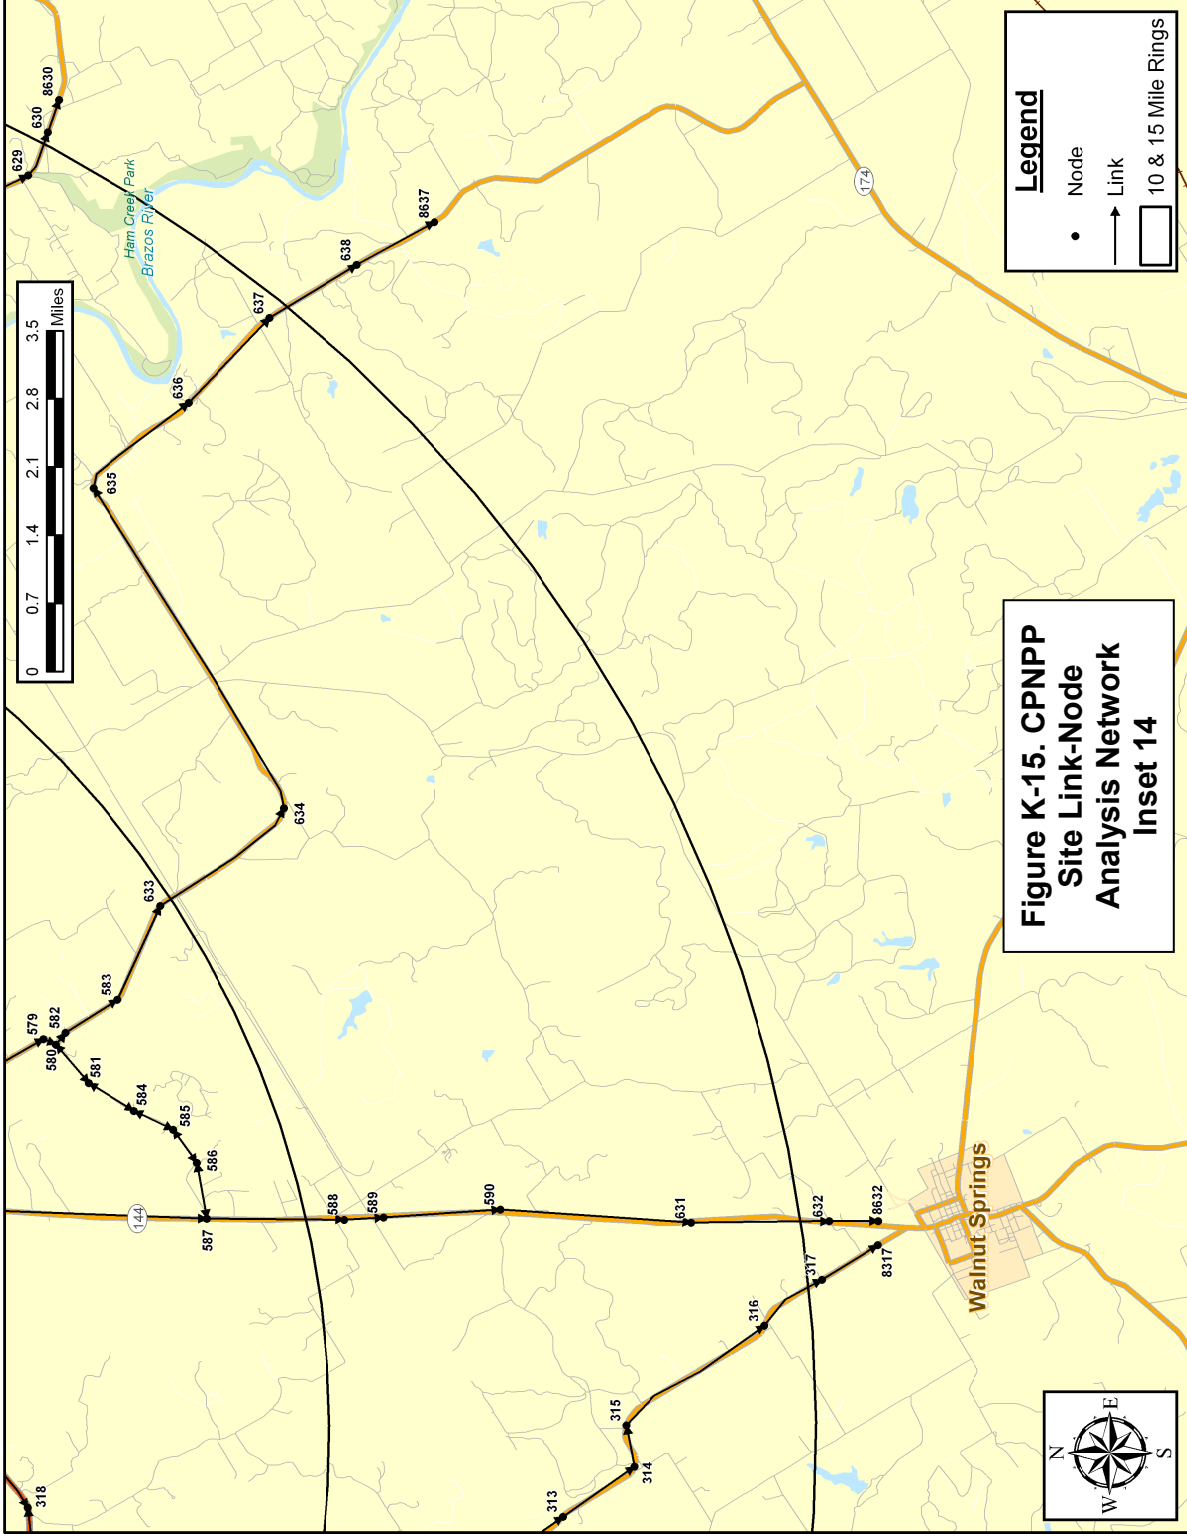 Figure K-15. CPNPP
Site Link-Node
Analysis Network
Inset 14
Legend
Node
Link
10 & 15 Mile Rings
0
0.7
1.4
2.1
2.8
3.5
Miles
N
W
E
S
Ham Creek Park
Brazos River
Walnut Springs
144
174
318
313
314
315
316
317
8317
587
588
589
590
631
632
8632
586
585
584
581
580
579
582
583
633
634
635
636
637
638
8637
629
630
8630